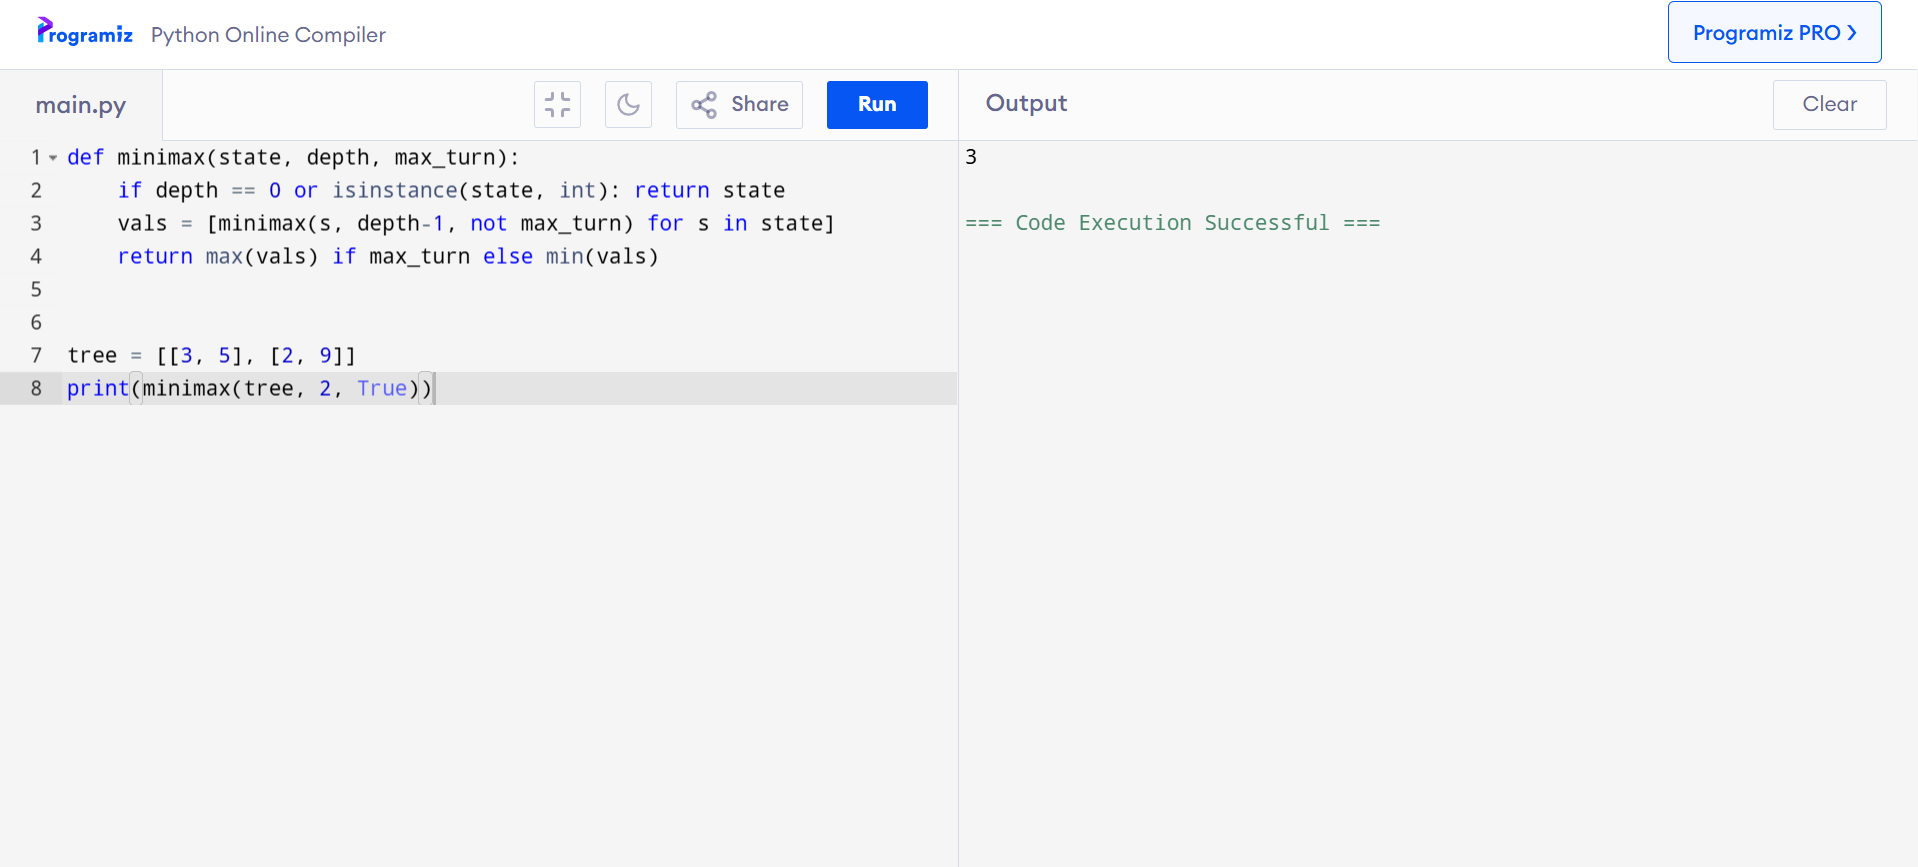 Programiz Python Online Compiler
Programiz PRO
main.py
Share
Run
Output
Clear
1 def minimax(state, depth, max_turn):
2     if depth == 0 or isinstance(state, int): return state
3     vals = [minimax(s, depth-1, not max_turn) for s in state]
4     return max(vals) if max_turn else min(vals)
5
6
7 tree = [[3, 5], [2, 9]]
8 print(minimax(tree, 2, True))
3
=== Code Execution Successful ===